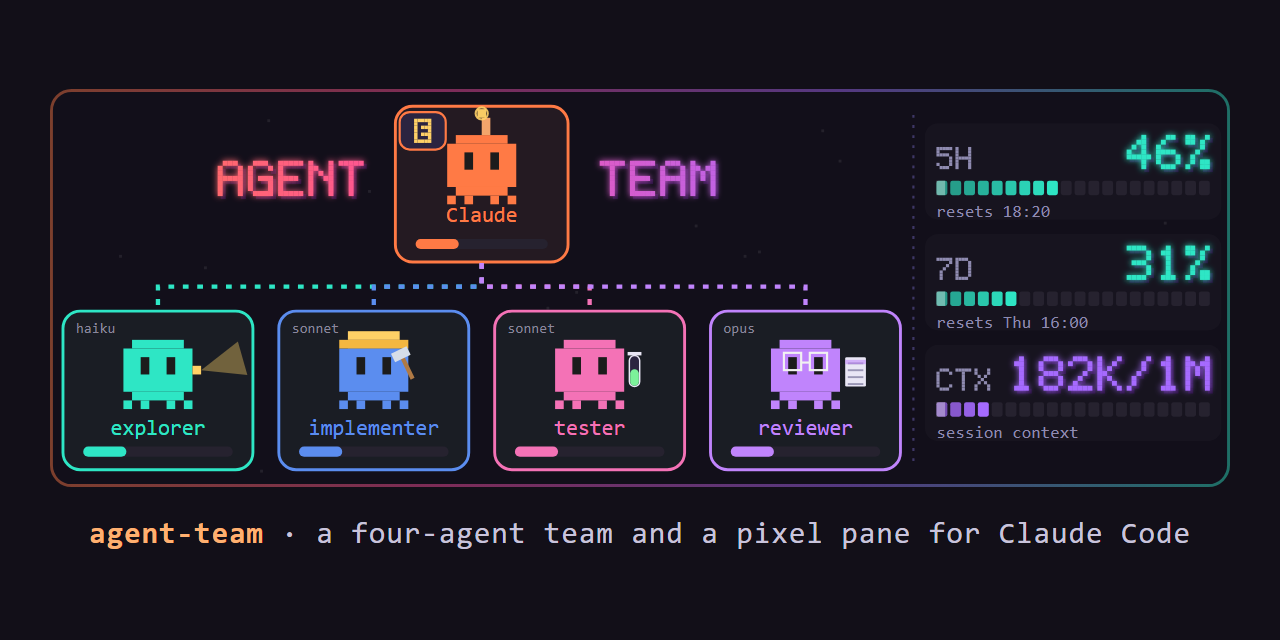 E
AGENT
TEAM
Claude
haiku
explorer
sonnet
implementer
sonnet
tester
opus
reviewer
5H 46%
resets 18:20
7D 31%
resets Thu 16:00
CTX 182K/1M
session context
agent-team · a four-agent team and a pixel pane for Claude Code